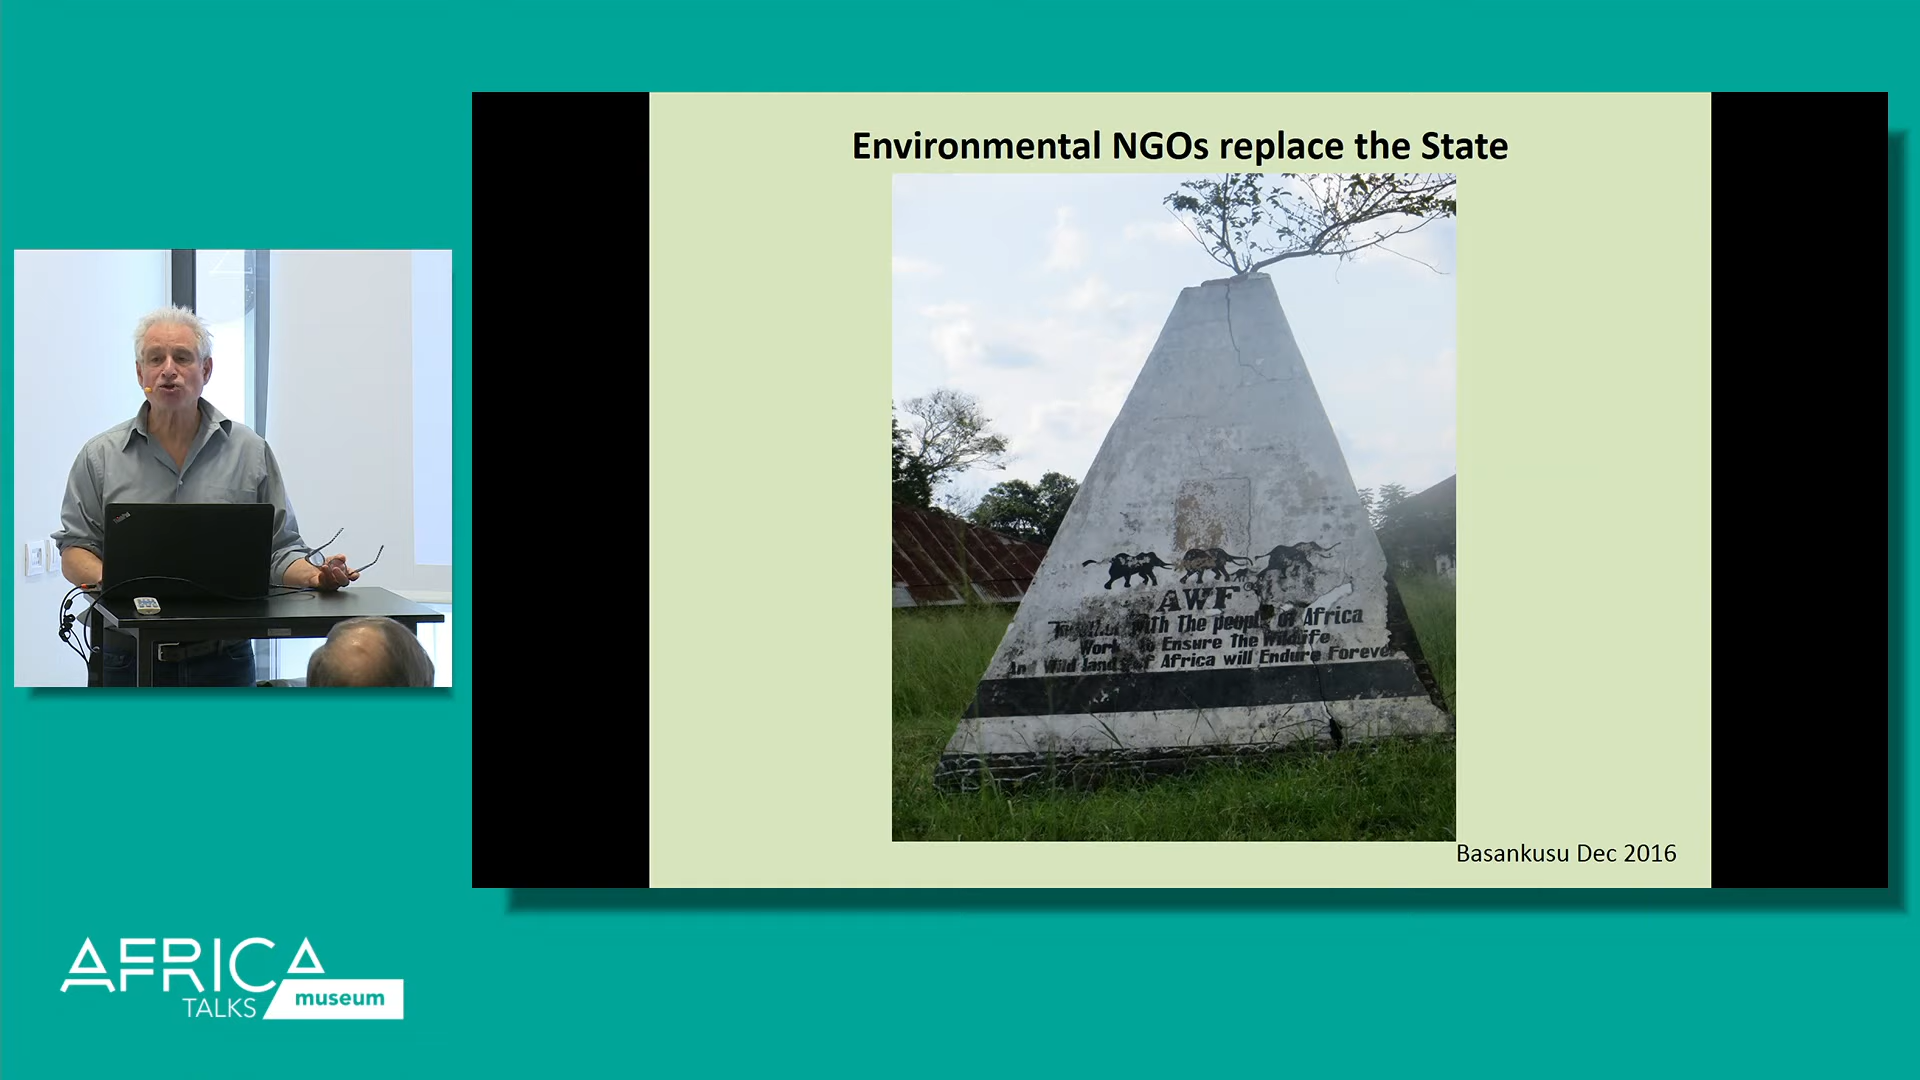 Environmental NGOs replace the State
AWF
with The people of Africa
Work to Ensure The Wildlife
And Wild lands of Africa will Endure Forever
Basankusu Dec 2016
ThinkPad
AFRICA
TALKS museum